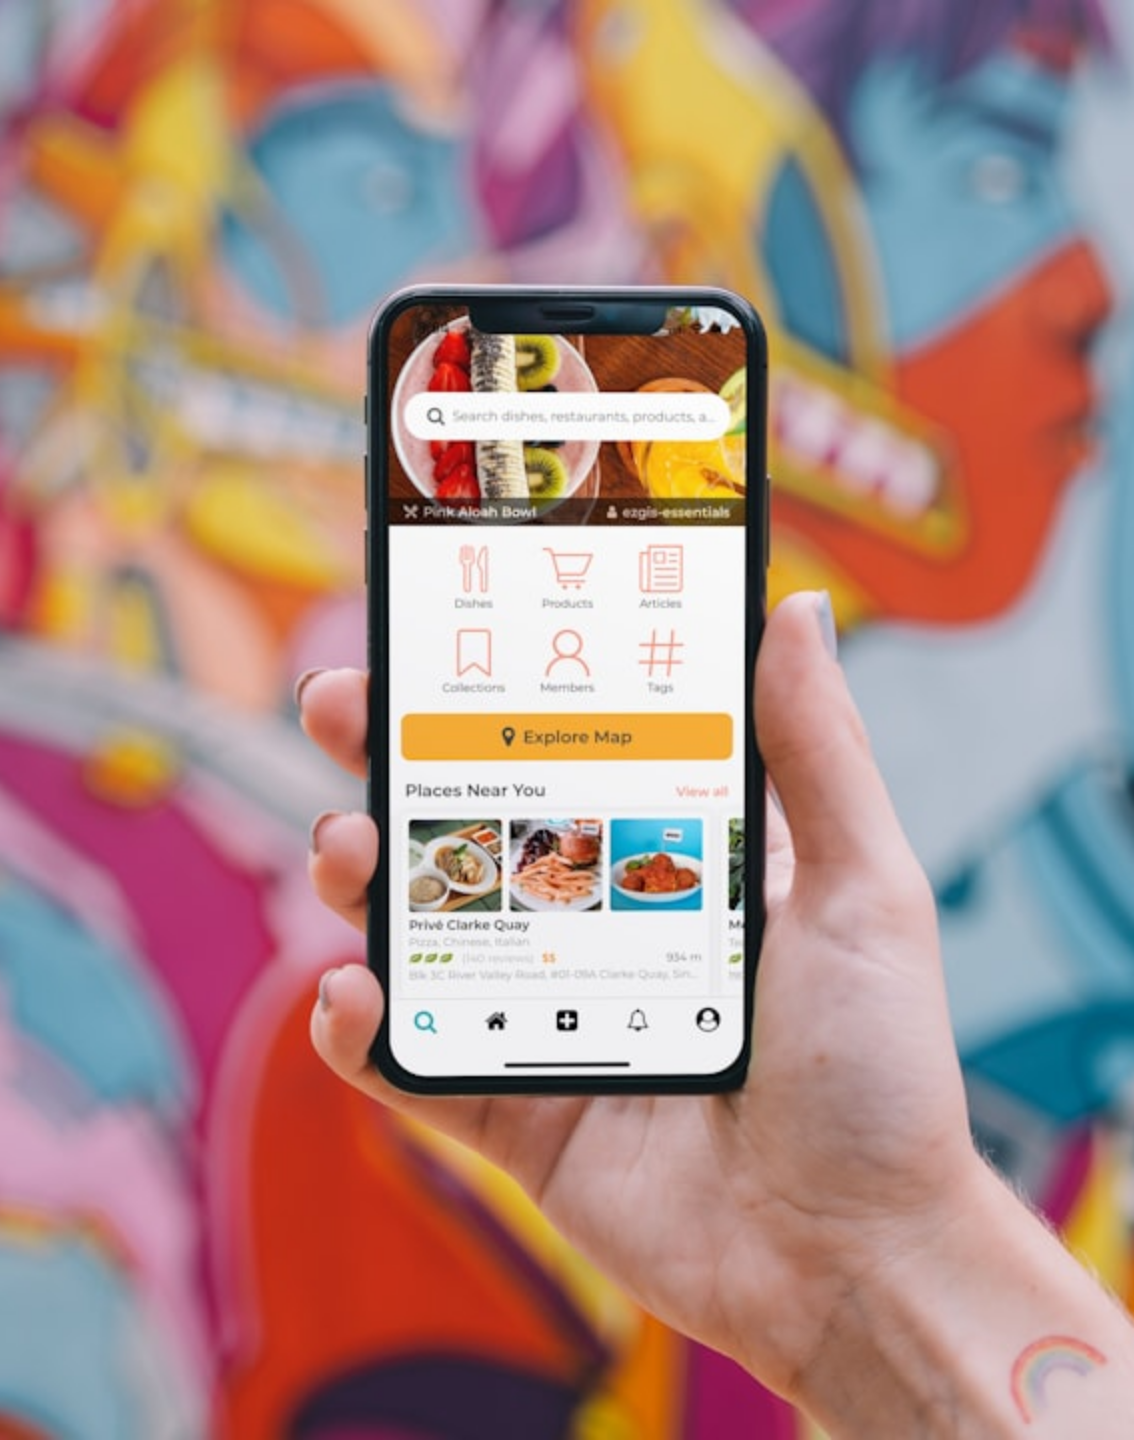 Search dishes, restaurants, products, a...
Pink Aloah Bowl ezgis-essentials
Dishes Products Articles
Collections Members Tags
Explore Map
Places Near You View all
Privé Clarke Quay
Pizza, Chinese, Italian
(140 reviews) $$ 934 m
Blk 3C River Valley Road, #01-09A Clarke Quay, Sin...